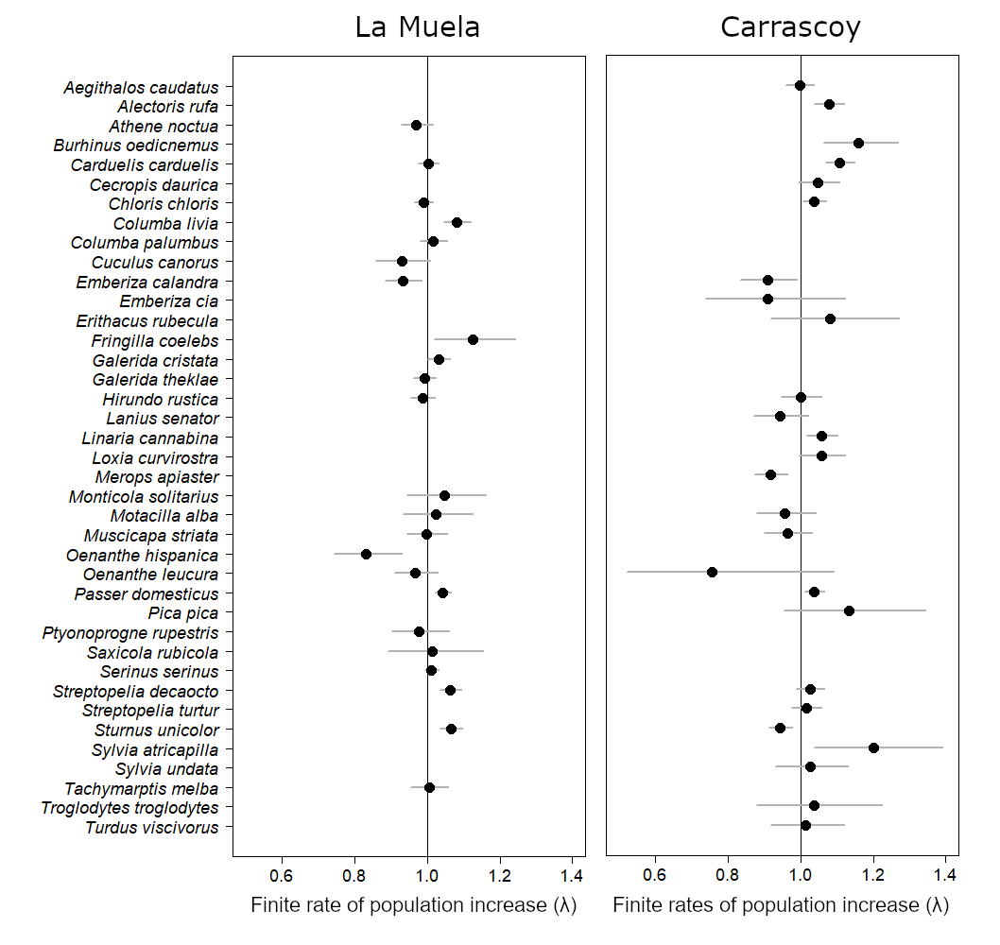 La Muela
Carrascoy
Aegithalos caudatus
Alectoris rufa
Athene noctua
Burhinus oedicnemus
Carduelis carduelis
Cecropis daurica
Chloris chloris
Columba livia
Columba palumbus
Cuculus canorus
Emberiza calandra
Emberiza cia
Erithacus rubecula
Fringilla coelebs
Galerida cristata
Galerida theklae
Hirundo rustica
Lanius senator
Linaria cannabina
Loxia curvirostra
Merops apiaster
Monticola solitarius
Motacilla alba
Muscicapa striata
Oenanthe hispanica
Oenanthe leucura
Passer domesticus
Pica pica
Ptyonoprogne rupestris
Saxicola rubicola
Serinus serinus
Streptopelia decaocto
Streptopelia turtur
Sturnus unicolor
Sylvia atricapilla
Sylvia undata
Tachymarptis melba
Troglodytes troglodytes
Turdus viscivorus
0.6 0.8 1.0 1.2 1.4
Finite rate of population increase (λ)
0.6 0.8 1.0 1.2 1.4
Finite rates of population increase (λ)